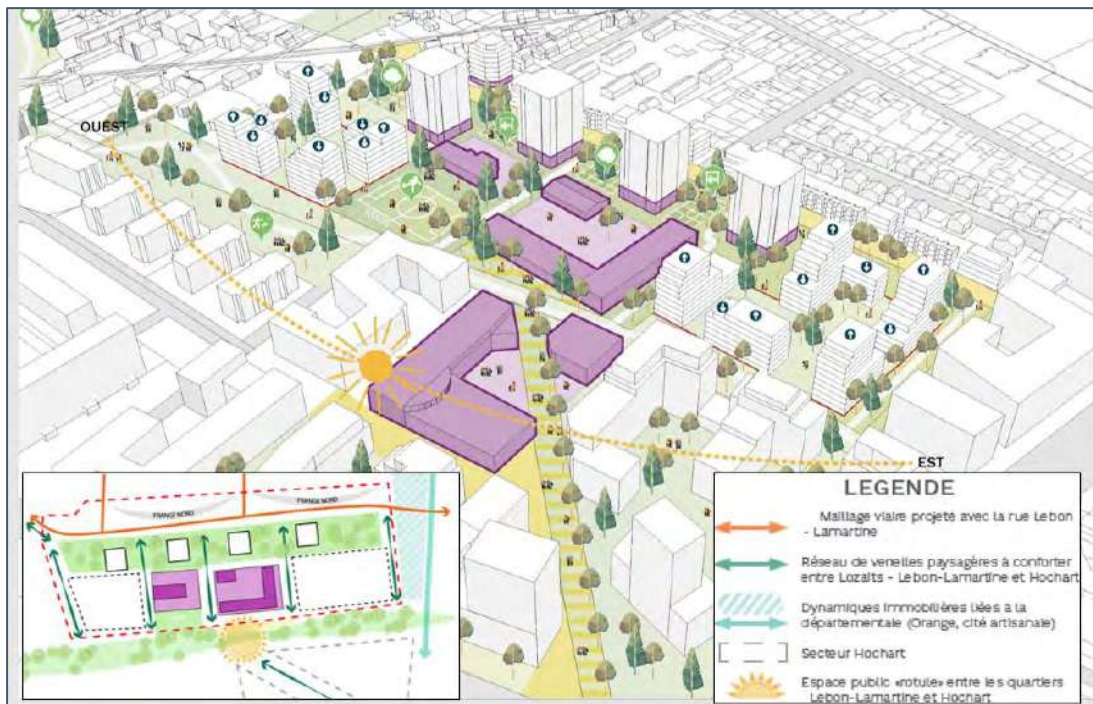 OUEST
EST
FRANGE NORD
FRANGE NORD
LEGENDE
Maillage viaire projeté avec la rue Lebon
- Lamartine
Réseau de venelles paysagères à conforter
entre Lozaits - Lebon-Lamartine et Hochart
Dynamiques immobilières liées à la
départementale (Orange, cité artisanale)
Secteur Hochart
Espace public «rotule» entre les quartiers
Lebon-Lamartine et Hochart